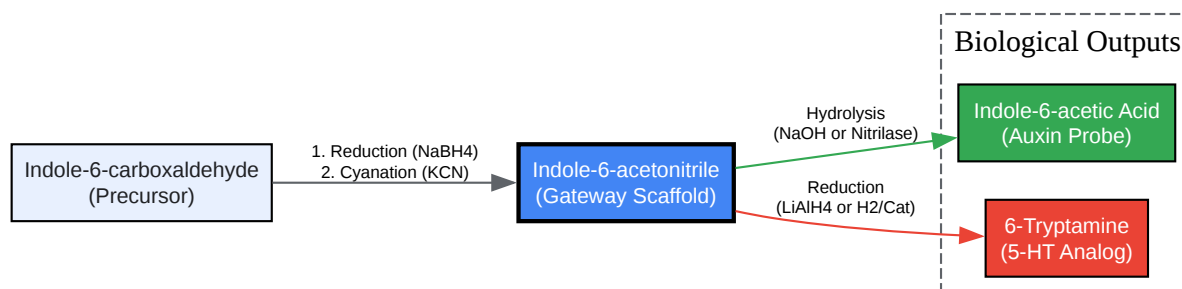 Biological Outputs
Indole-6-carboxaldehyde
(Precursor)
1. Reduction (NaBH4)
2. Cyanation (KCN)
Indole-6-acetonitrile
(Gateway Scaffold)
Hydrolysis
(NaOH or Nitrilase)
Indole-6-acetic Acid
(Auxin Probe)
Reduction
(LiAlH4 or H2/Cat)
6-Tryptamine
(5-HT Analog)